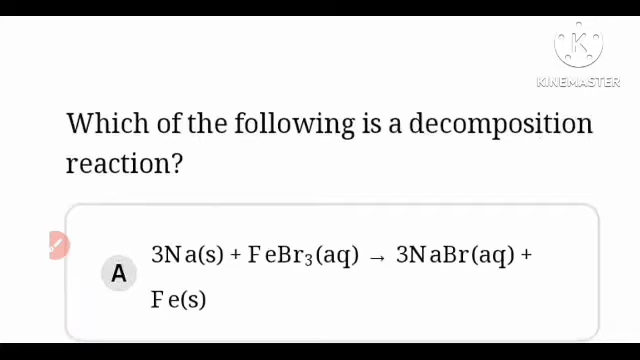 K
KINEMASTER
Which of the following is a decomposition
reaction?
A
3Na(s) + FeBr₃(aq) → 3NaBr(aq) +
Fe(s)